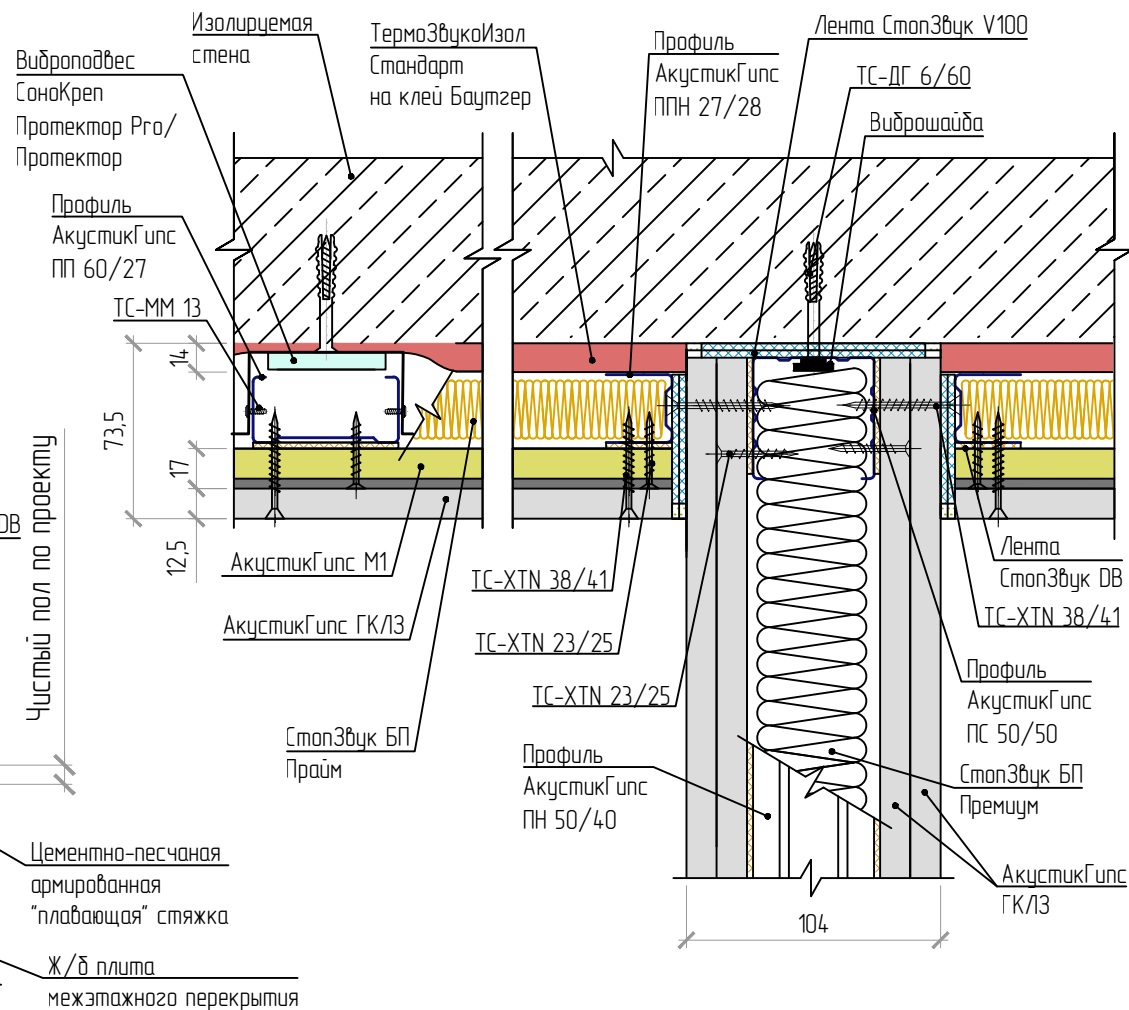 Изолируемая
стена
Виброподвес
СоноКреп
Протектор Pro/
Протектор
ТермоЗвукоИзол
Стандарт
на клей Баутгер
Профиль
АкустикГипс
ППН 27/28
Лента СтопЗвук V100
ТС-ДГ 6/60
Виброшайба
Профиль
АкустикГипс
ПП 60/27
ТС-ММ 13
14
73,5
17
12,5
DB
Чистый пол по проекту
АкустикГипс М1
АкустикГипс ГКЛЗ
СтопЗвук БП
Прайм
ТС-XTN 38/41
ТС-XTN 23/25
ТС-XTN 23/25
Профиль
АкустикГипс
ПН 50/40
Лента
СтопЗвук DB
ТС-XTN 38/41
Профиль
АкустикГипс
ПС 50/50
СтопЗвук БП
Премиум
АкустикГипс
ГКЛЗ
104
Цементно-песчаная
армированная
"плавающая" стяжка
Ж/б плита
межэтажного перекрытия